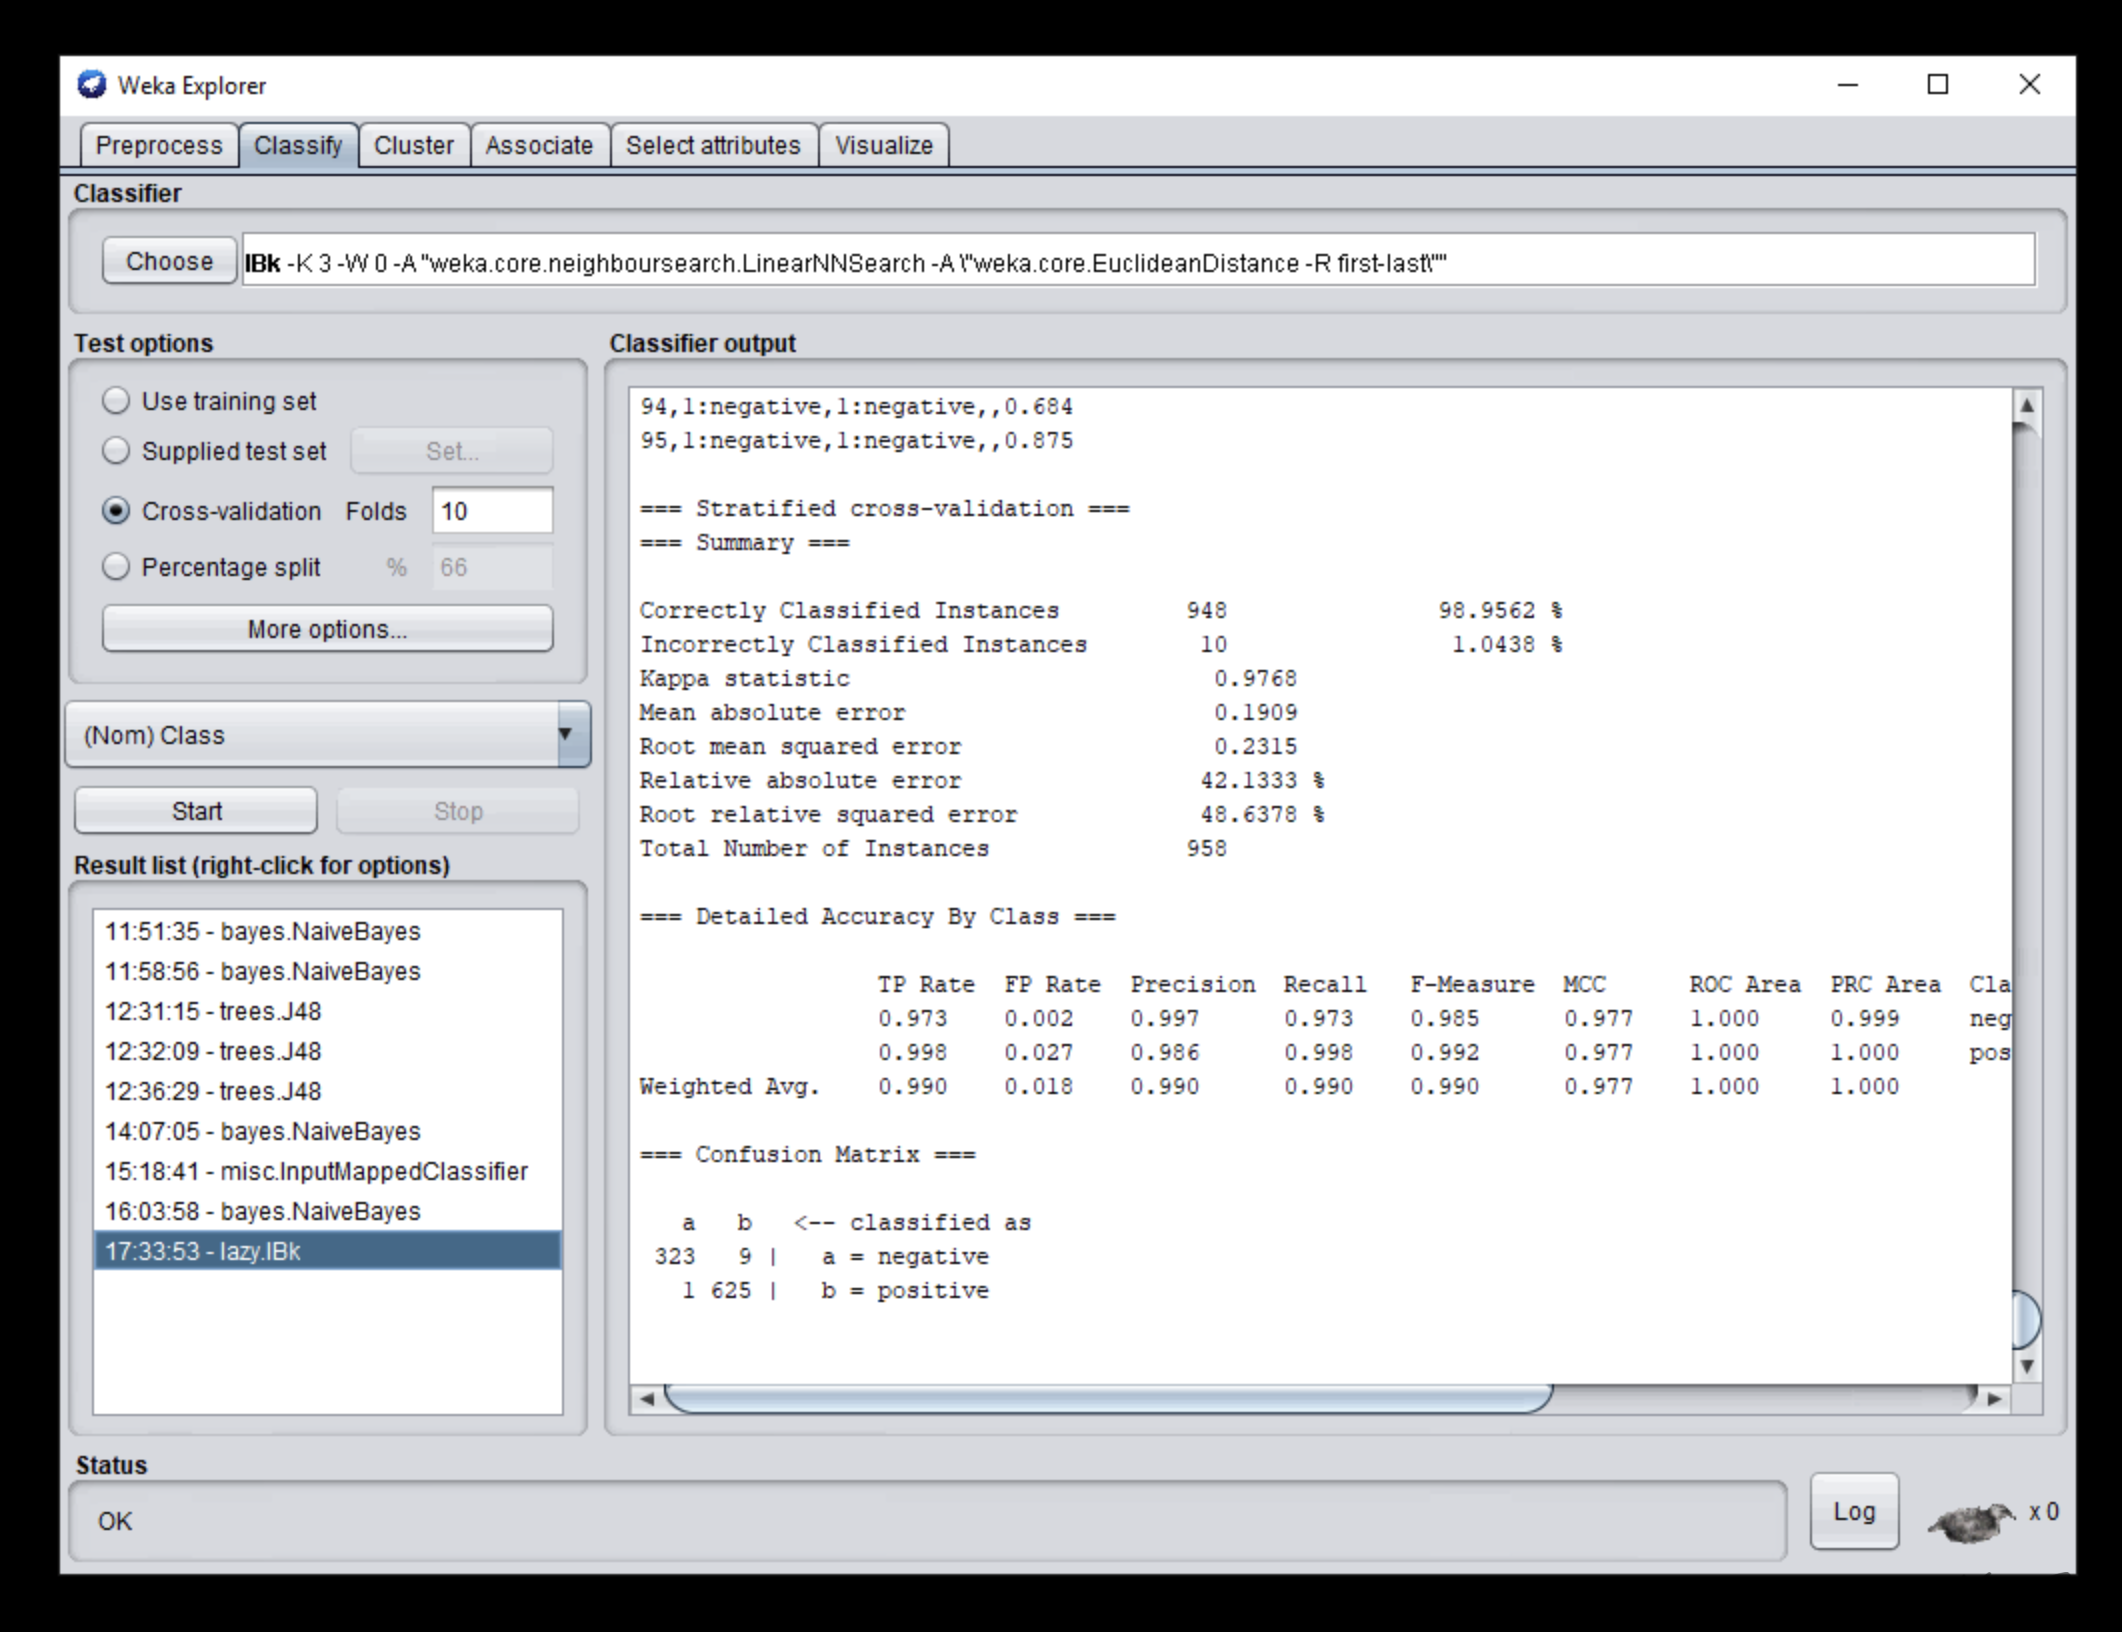 Weka Explorer
Preprocess Classify Cluster Associate Select attributes Visualize
Classifier
Choose IBk -K 3 -W 0 -A "weka.core.neighboursearch.LinearNNSearch -A \"weka.core.EuclideanDistance -R first-last\""
Test options
Use training set
Supplied test set Set...
Cross-validation Folds 10
Percentage split % 66
More options...
(Nom) Class
Start Stop
Result list (right-click for options)
11:51:35 - bayes.NaiveBayes
11:58:56 - bayes.NaiveBayes
12:31:15 - trees.J48
12:32:09 - trees.J48
12:36:29 - trees.J48
14:07:05 - bayes.NaiveBayes
15:18:41 - misc.InputMappedClassifier
16:03:58 - bayes.NaiveBayes
17:33:53 - lazy.IBk
Classifier output
94,1:negative,1:negative,,0.684
95,1:negative,1:negative,,0.875
=== Stratified cross-validation ===
=== Summary ===
Correctly Classified Instances 948 98.9562 %
Incorrectly Classified Instances 10 1.0438 %
Kappa statistic 0.9768
Mean absolute error 0.1909
Root mean squared error 0.2315
Relative absolute error 42.1333 %
Root relative squared error 48.6378 %
Total Number of Instances 958
=== Detailed Accuracy By Class ===
TP Rate FP Rate Precision Recall F-Measure MCC ROC Area PRC Area Cla
0.973 0.002 0.997 0.973 0.985 0.977 1.000 0.999 neg
0.998 0.027 0.986 0.998 0.992 0.977 1.000 1.000 pos
Weighted Avg. 0.990 0.018 0.990 0.990 0.990 0.977 1.000 1.000
=== Confusion Matrix ===
a b <-- classified as
323 9 | a = negative
1 625 | b = positive
Status
OK
Log x 0